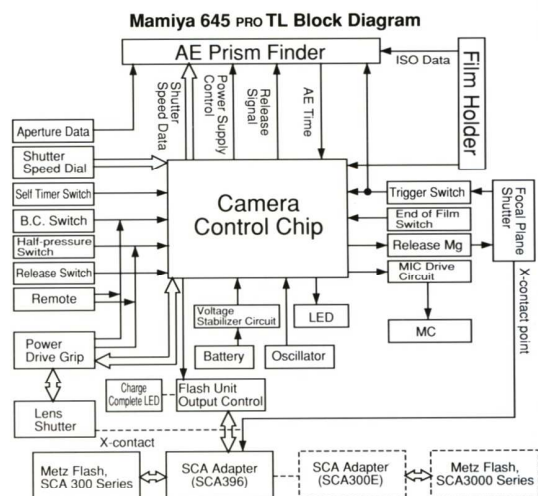 Mamiya 645 PRO TL Block Diagram
AE Prism Finder
ISO Data
Film Holder
Shutter
Speed Data
Power Supply
Control
Release
Signal
AE Time
Aperture Data
Shutter
Speed Dial
Self Timer Switch
B.C. Switch
Half-pressure
Switch
Release Switch
Remote
Power
Drive Grip
Lens
Shutter
Camera
Control Chip
Trigger Switch
End of Film
Switch
Release Mg
MIC Drive
Circuit
MC
Focal Plane
Shutter
X-contact point
Voltage
Stabilizer Circuit
LED
Battery
Oscillator
Charge
Complete LED
Flash Unit
Output Control
X-contact
Metz Flash,
SCA 300 Series
SCA Adapter
(SCA396)
SCA Adapter
(SCA300E)
Metz Flash,
SCA3000 Series